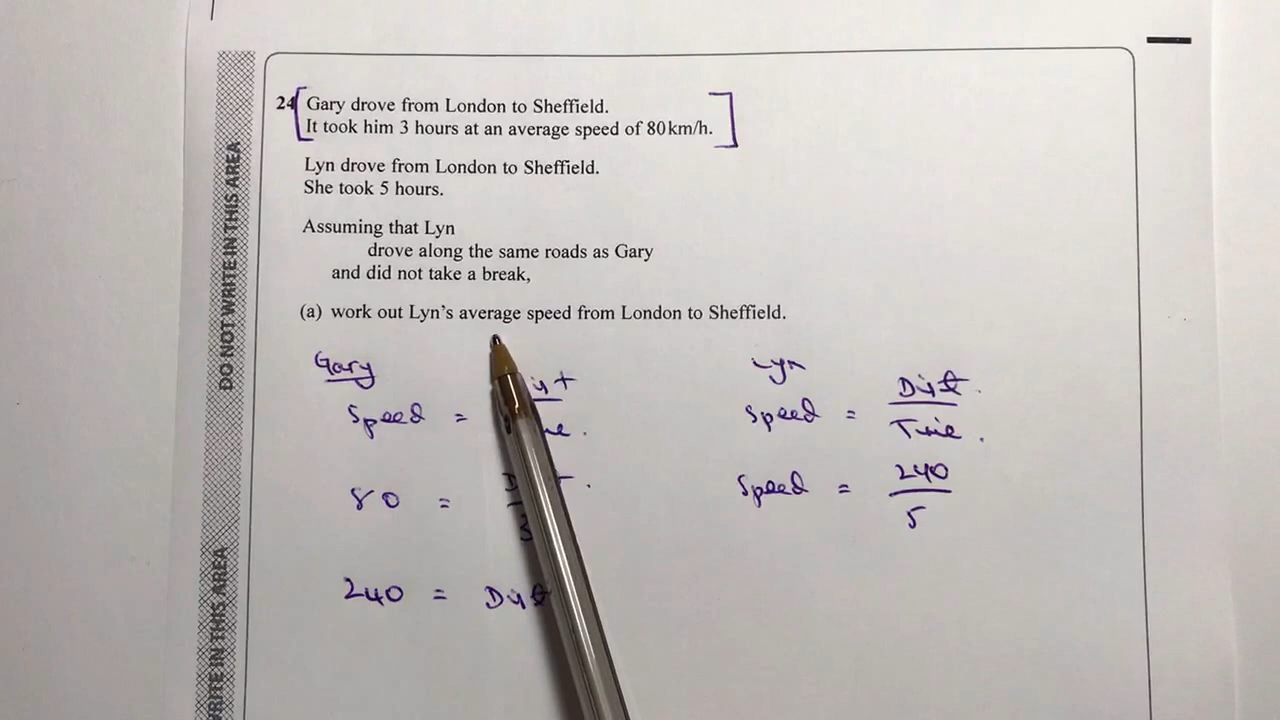 24 Gary drove from London to Sheffield.
It took him 3 hours at an average speed of 80 km/h.
Lyn drove from London to Sheffield.
She took 5 hours.
Assuming that Lyn
drove along the same roads as Gary
and did not take a break,
(a) work out Lyn's average speed from London to Sheffield.
Gary
Speed =
80 =
3
240 = Dist
Lyn
Speed = Dist.
Time.
Speed = 240
5
DO NOT WRITE IN THIS AREA
WRITE IN THIS AREA